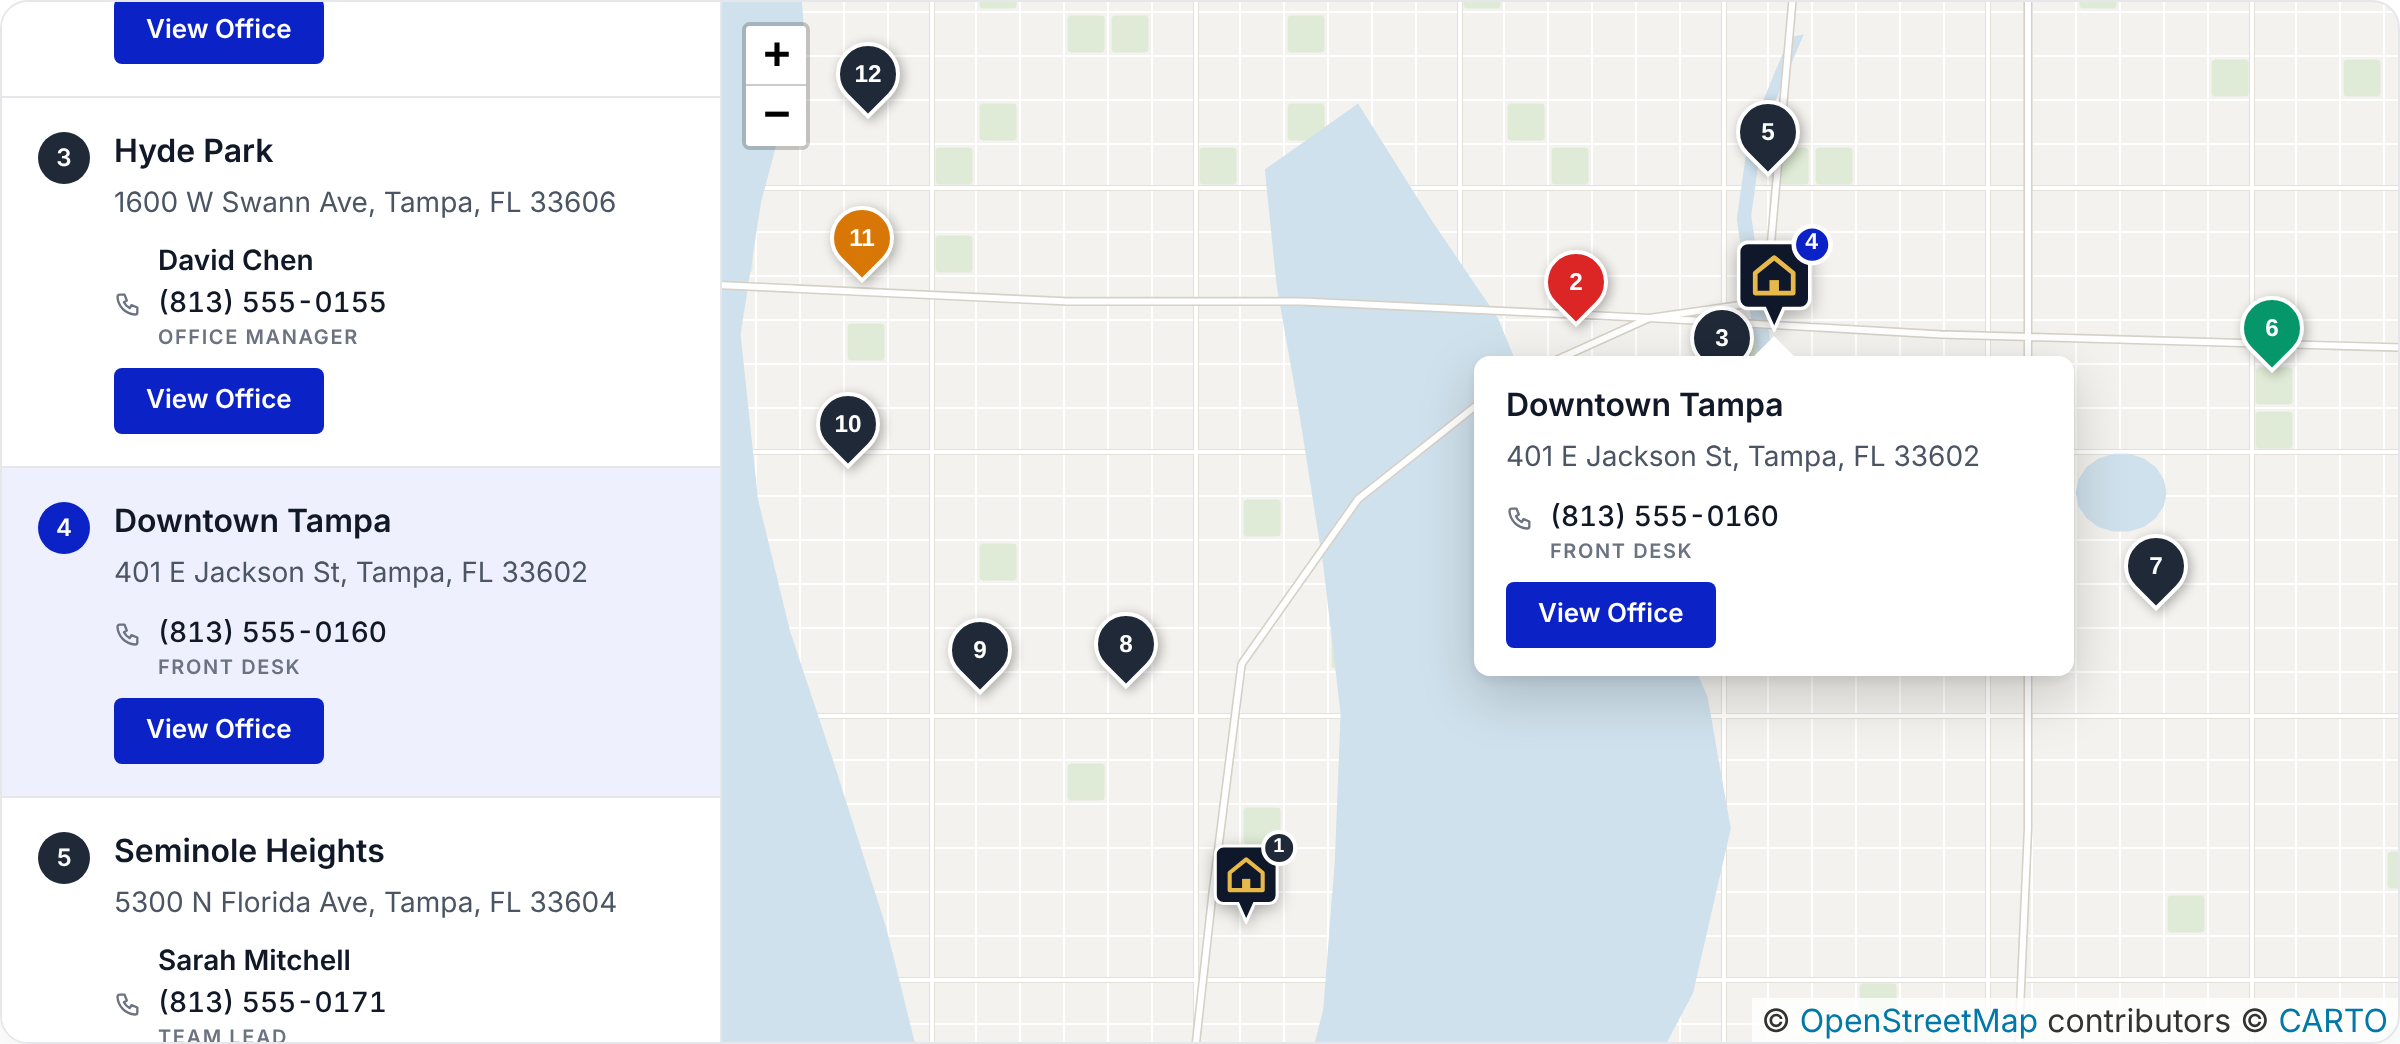 View Office
3
Hyde Park
1600 W Swann Ave, Tampa, FL 33606
David Chen
(813) 555-0155
OFFICE MANAGER
View Office
4
Downtown Tampa
401 E Jackson St, Tampa, FL 33602
(813) 555-0160
FRONT DESK
View Office
5
Seminole Heights
5300 N Florida Ave, Tampa, FL 33604
Sarah Mitchell
(813) 555-0171
TEAM LEAD
+
−
12
5
11
4
2
3
6
10
Downtown Tampa
401 E Jackson St, Tampa, FL 33602
(813) 555-0160
FRONT DESK
View Office
7
9
8
1
© OpenStreetMap contributors © CARTO